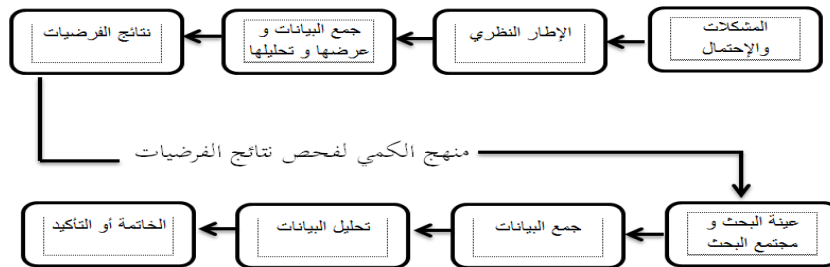 المشكلات
والإحتمال
الإطار النظري
جمع البيانات و
عرضها و تحليلها
نتائج الفرضيات
منهج الكمي لفحص نتائج الفرضيات
عينة البحث و
مجتمع البحث
جمع البيانات
تحليل البيانات
الخاتمة أو التأكيد